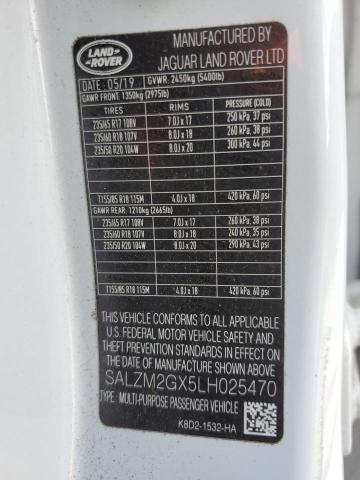 LAND ROVER
MANUFACTURED BY
JAGUAR LAND ROVER LTD
DATE 05/19 GVWR: 2450kg (5400lb)
GAWR FRONT: 1350kg (2975lb)
TIRES RIMS PRESSURE (COLD)
235/65 R17 108V 7.0J x 17 250 kPa, 37 psi
235/60 R18 107V 8.0J x 18 260 kPa, 38 psi
235/50 R20 104W 8.0J x 20 300 kPa, 44 psi
T155/85 R18 115M 4.0J x 18 420 kPa, 60 psi
GAWR REAR: 1210kg (2665lb)
235/65 R17 108V 7.0J x 17 260 kPa, 38 psi
235/60 R18 107V 8.0J x 18 240 kPa, 35 psi
235/50 R20 104W 8.0J x 20 290 kPa, 43 psi
T155/85 R18 115M 4.0J x 18 420 kPa, 60 psi
THIS VEHICLE CONFORMS TO ALL APPLICABLE
U.S. FEDERAL MOTOR VEHICLE SAFETY AND
THEFT PREVENTION STANDARDS IN EFFECT ON
THE DATE OF MANUFACTURE SHOWN ABOVE
SALZM2GX5LH025470
TYPE: MULTI-PURPOSE PASSENGER VEHICLE
K8D2-1532-HA